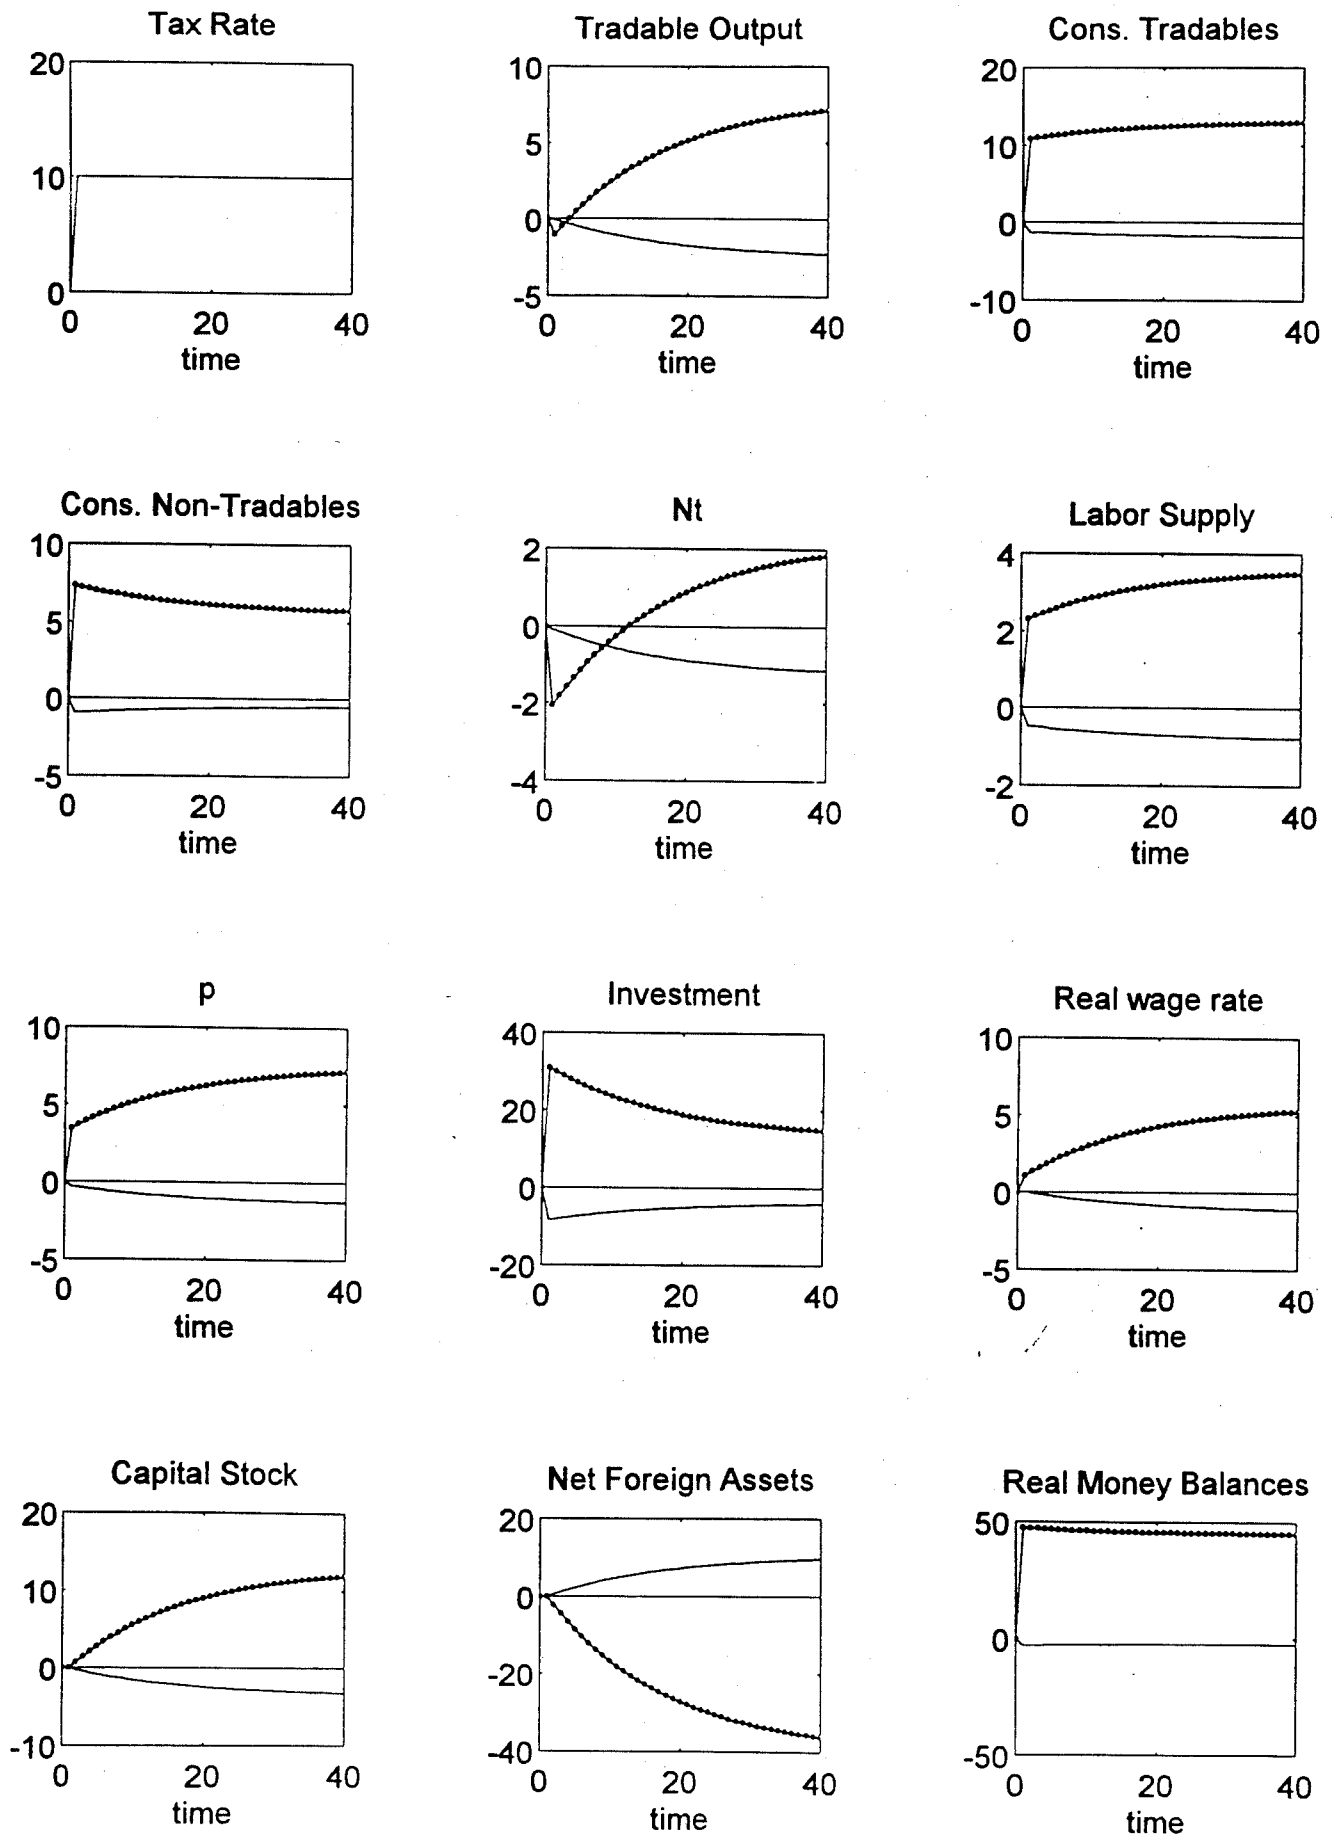 Tax Rate
20
10
0
0 20 40
time
Tradable Output
10
5
0
-5
0 20 40
time
Cons. Tradables
20
10
0
-10
0 20 40
time
Cons. Non-Tradables
10
5
0
-5
0 20 40
time
Nt
2
0
-2
-4
0 20 40
time
Labor Supply
4
2
0
-2
0 20 40
time
p
10
5
0
-5
0 20 40
time
Investment
40
20
0
-20
0 20 40
time
Real wage rate
10
5
0
-5
0 20 40
time
Capital Stock
20
10
0
-10
0 20 40
time
Net Foreign Assets
20
0
-20
-40
0 20 40
time
Real Money Balances
50
0
-50
0 20 40
time